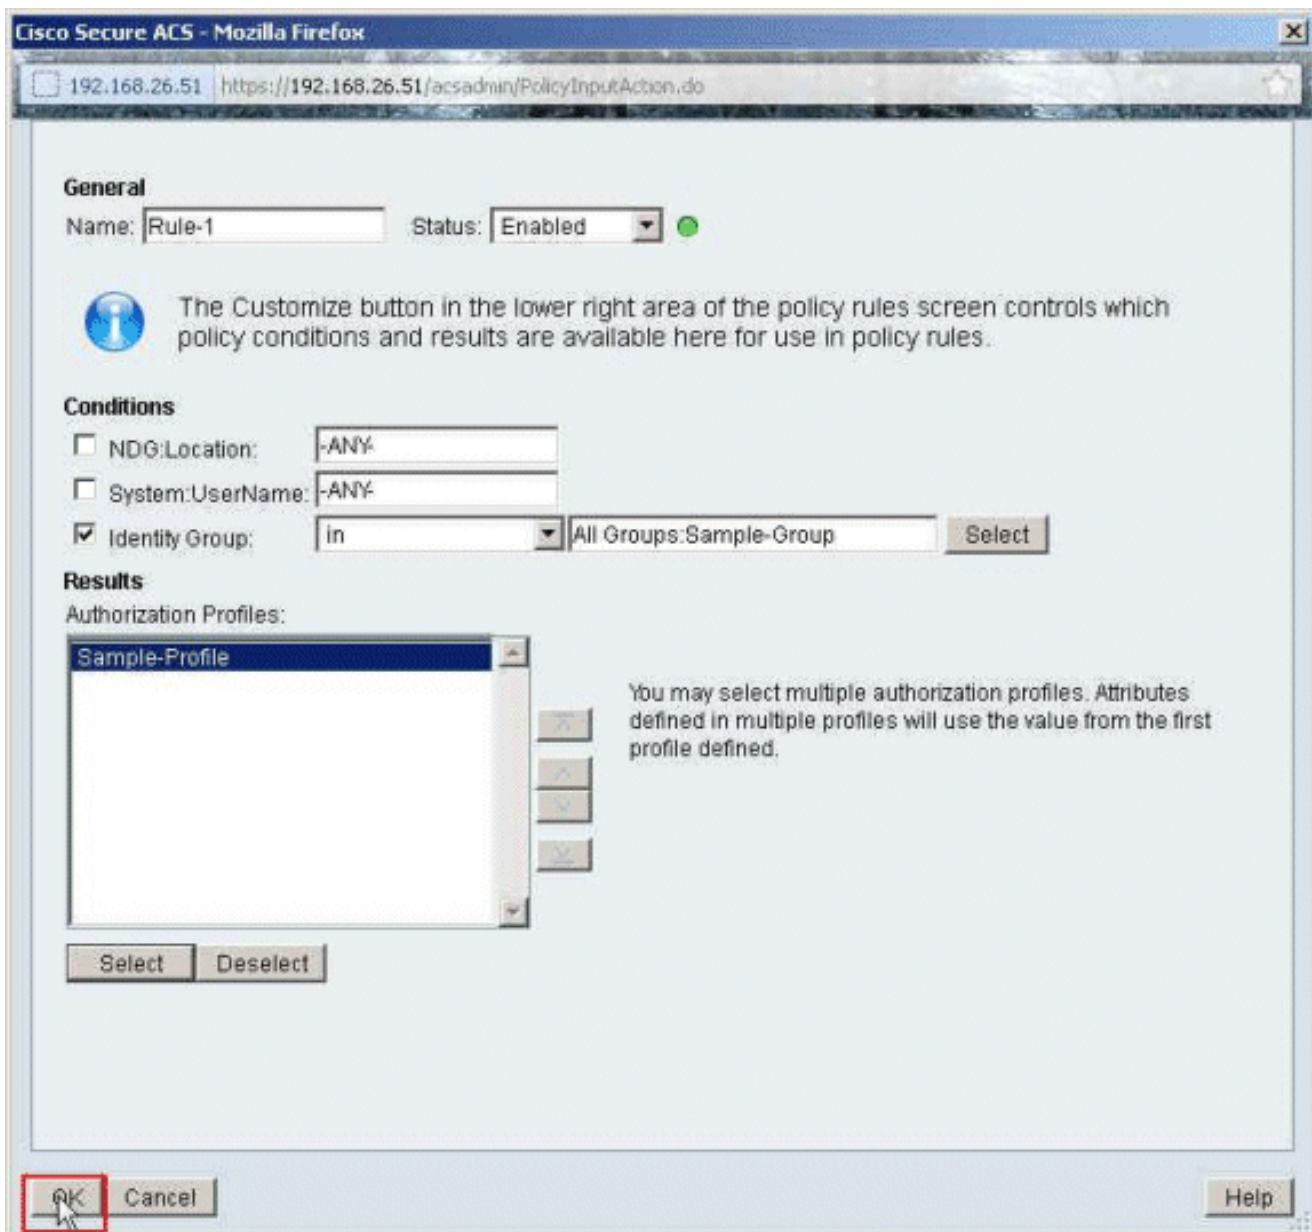 Cisco Secure ACS - Mozilla Firefox
192.168.26.51 https://192.168.26.51/acsadmin/PolicyInputAction.do
General
Name: Rule-1 Status: Enabled
The Customize button in the lower right area of the policy rules screen controls which
policy conditions and results are available here for use in policy rules.
Conditions
NDG:Location: -ANY-
System:UserName: -ANY-
Identity Group: in All Groups:Sample-Group Select
Results
Authorization Profiles:
Sample-Profile
You may select multiple authorization profiles. Attributes
defined in multiple profiles will use the value from the first
profile defined.
Select Deselect
OK Cancel Help